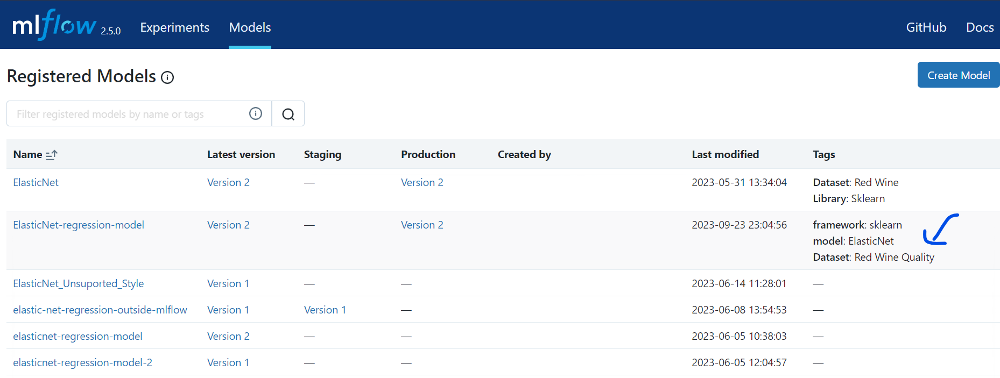 mlflow 2.5.0 Experiments Models GitHub Docs
Registered Models
Create Model
Filter registered models by name or tags
Name Latest version Staging Production Created by Last modified Tags
ElasticNet Version 2 — Version 2 2023-05-31 13:34:04 Dataset: Red Wine
Library: Sklearn
ElasticNet-regression-model Version 2 — Version 2 2023-09-23 23:04:56 framework: sklearn
model: ElasticNet
Dataset: Red Wine Quality
ElasticNet_Unsuported_Style Version 1 — — 2023-06-14 11:28:01 —
elastic-net-regression-outside-mlflow Version 1 Version 1 — 2023-06-08 13:54:53 —
elasticnet-regression-model Version 2 — — 2023-06-05 10:38:03 —
elasticnet-regression-model-2 Version 1 — — 2023-06-05 12:04:57 —